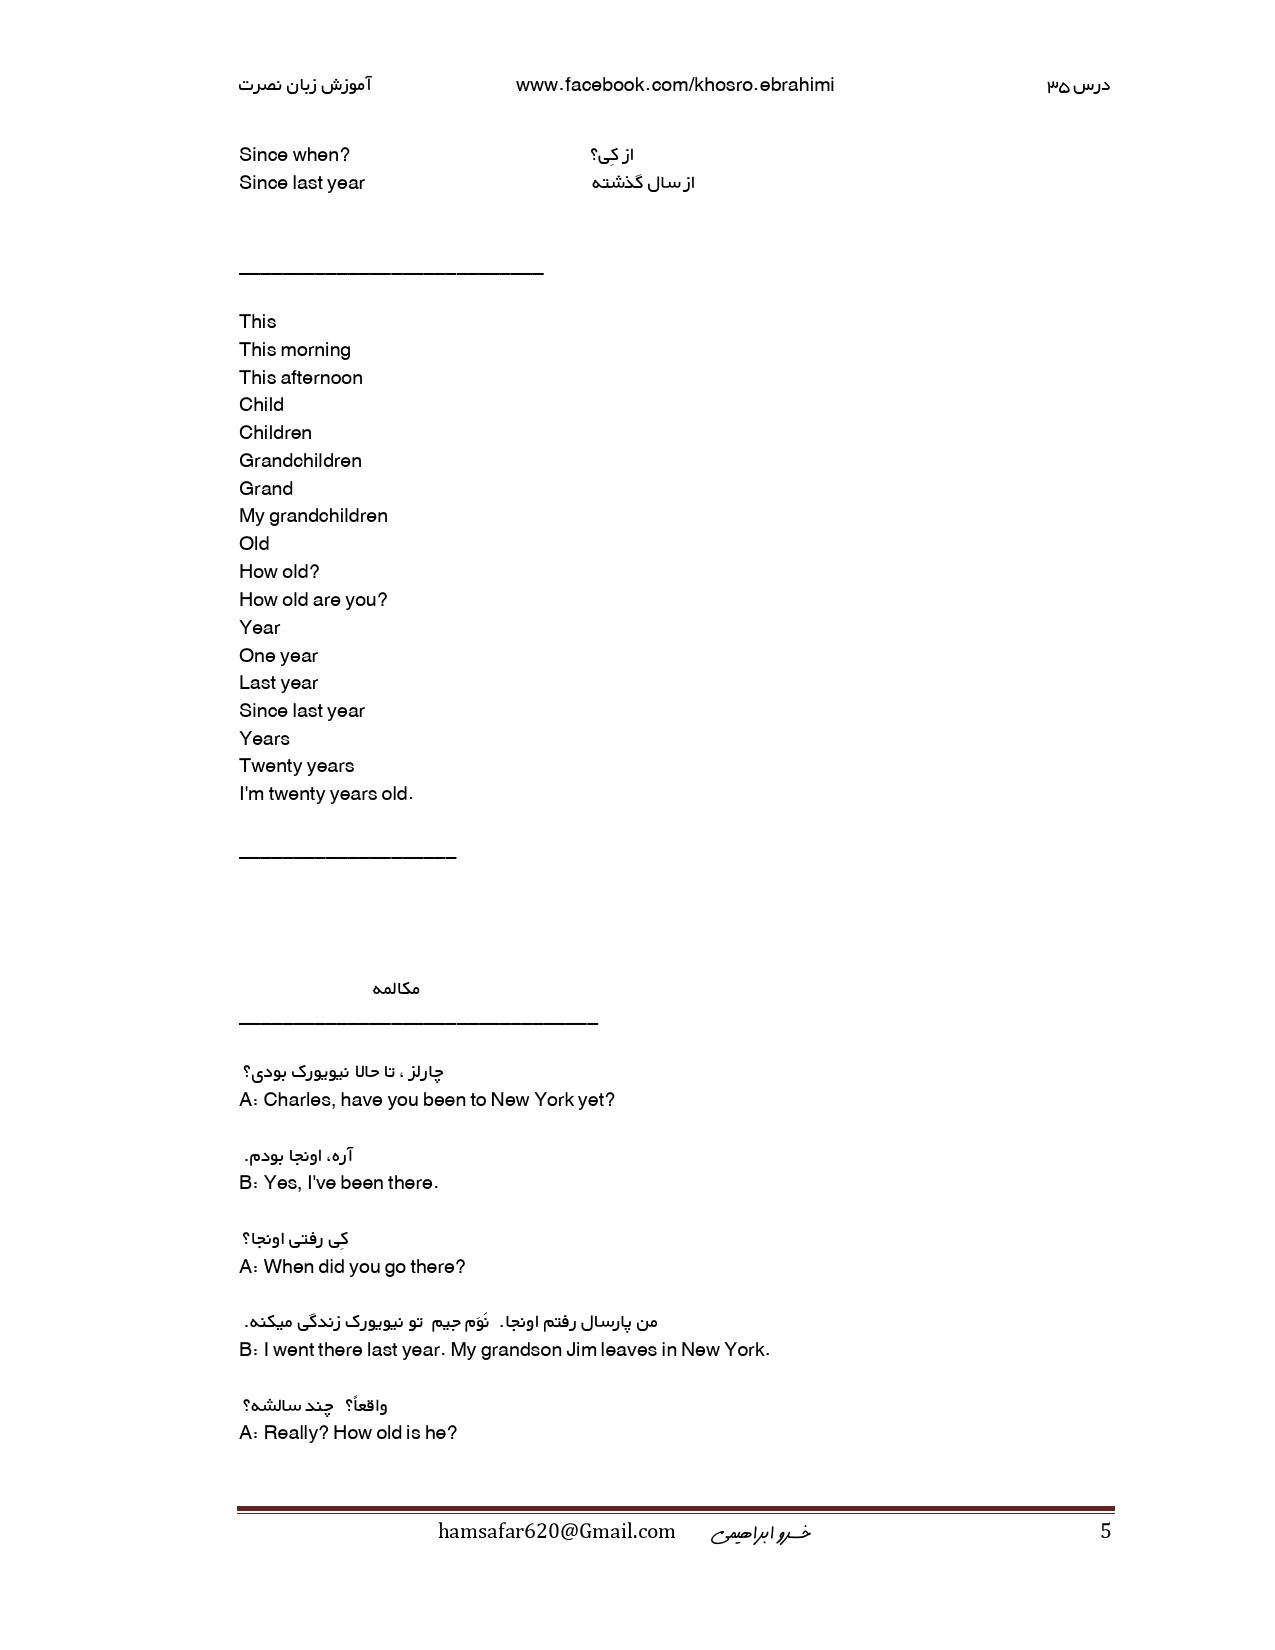 آموزش زبان نصرت www.facebook.com/khosro.ebrahimi درس ۳۵
Since when? از کِی؟
Since last year از سال گذشته
____________________________
This
This morning
This afternoon
Child
Children
Grandchildren
Grand
My grandchildren
Old
How old?
How old are you?
Year
One year
Last year
Since last year
Years
Twenty years
I'm twenty years old.
____________________
مکالمه
_________________________________
چارلز ، تا حالا نیویورک بودی؟
A: Charles, have you been to New York yet?
آره، اونجا بودم.
B: Yes, I've been there.
کِی رفتی اونجا؟
A: When did you go there?
من پارسال رفتم اونجا. نَوَم جیم تو نیویورک زندگی میکنه.
B: I went there last year. My grandson Jim leaves in New York.
واقعاً؟ چند سالشه؟
A: Really? How old is he?
hamsafar620@Gmail.com خسرو ابراهیمی 5